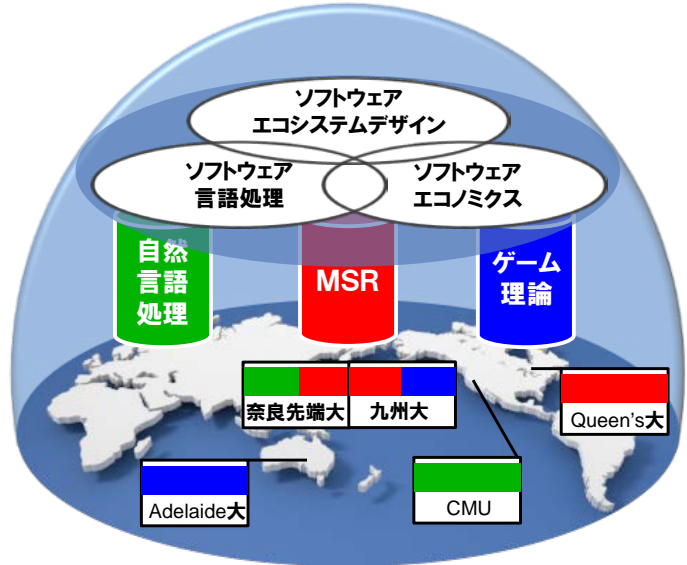 ソフトウェア
エコシステムデザイン
ソフトウェア
言語処理
ソフトウェア
エコノミクス
自然
言語
処理
MSR
ゲーム
理論
奈良先端大
九州大
Queen's大
Adelaide大
CMU